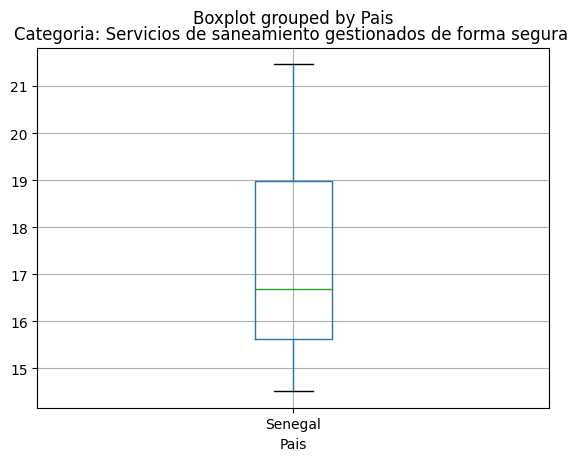 Boxplot grouped by Pais
Categoria: Servicios de saneamiento gestionados de forma segura
21
20
19
18
17
16
15
Senegal
Pais